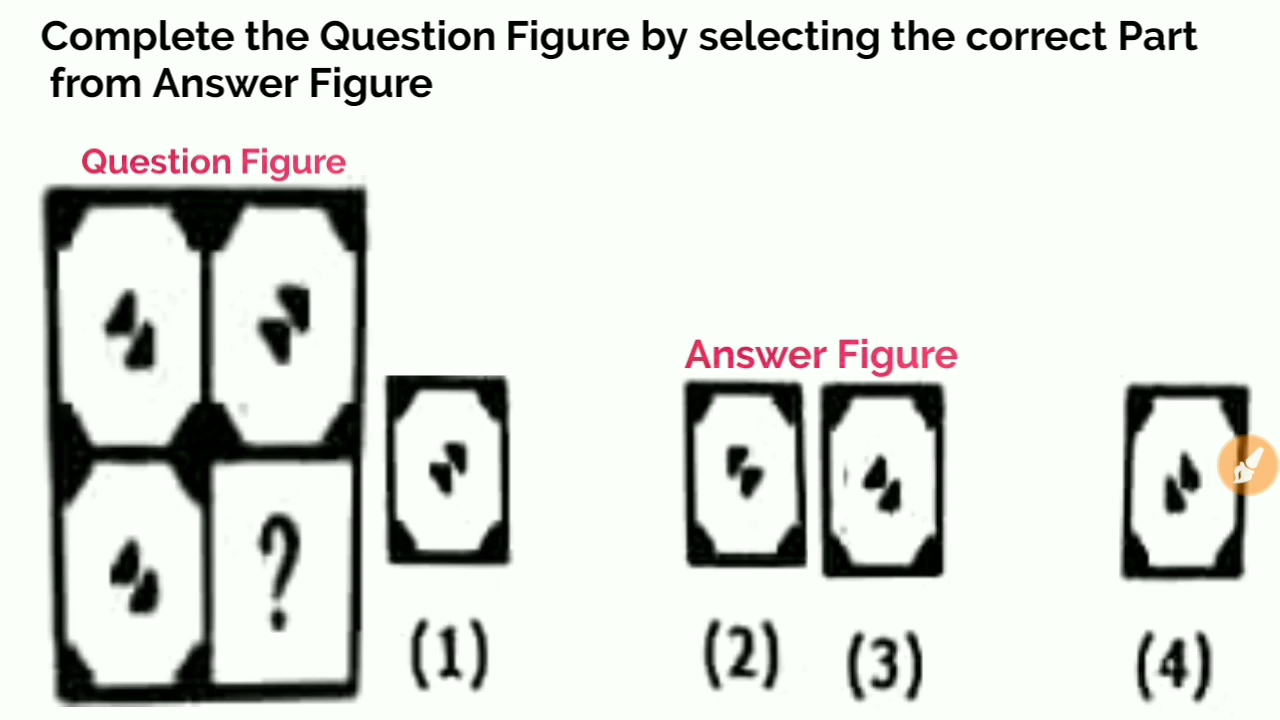 Complete the Question Figure by selecting the correct Part
from Answer Figure
Question Figure
Answer Figure
?
(1)
(2)
(3)
(4)